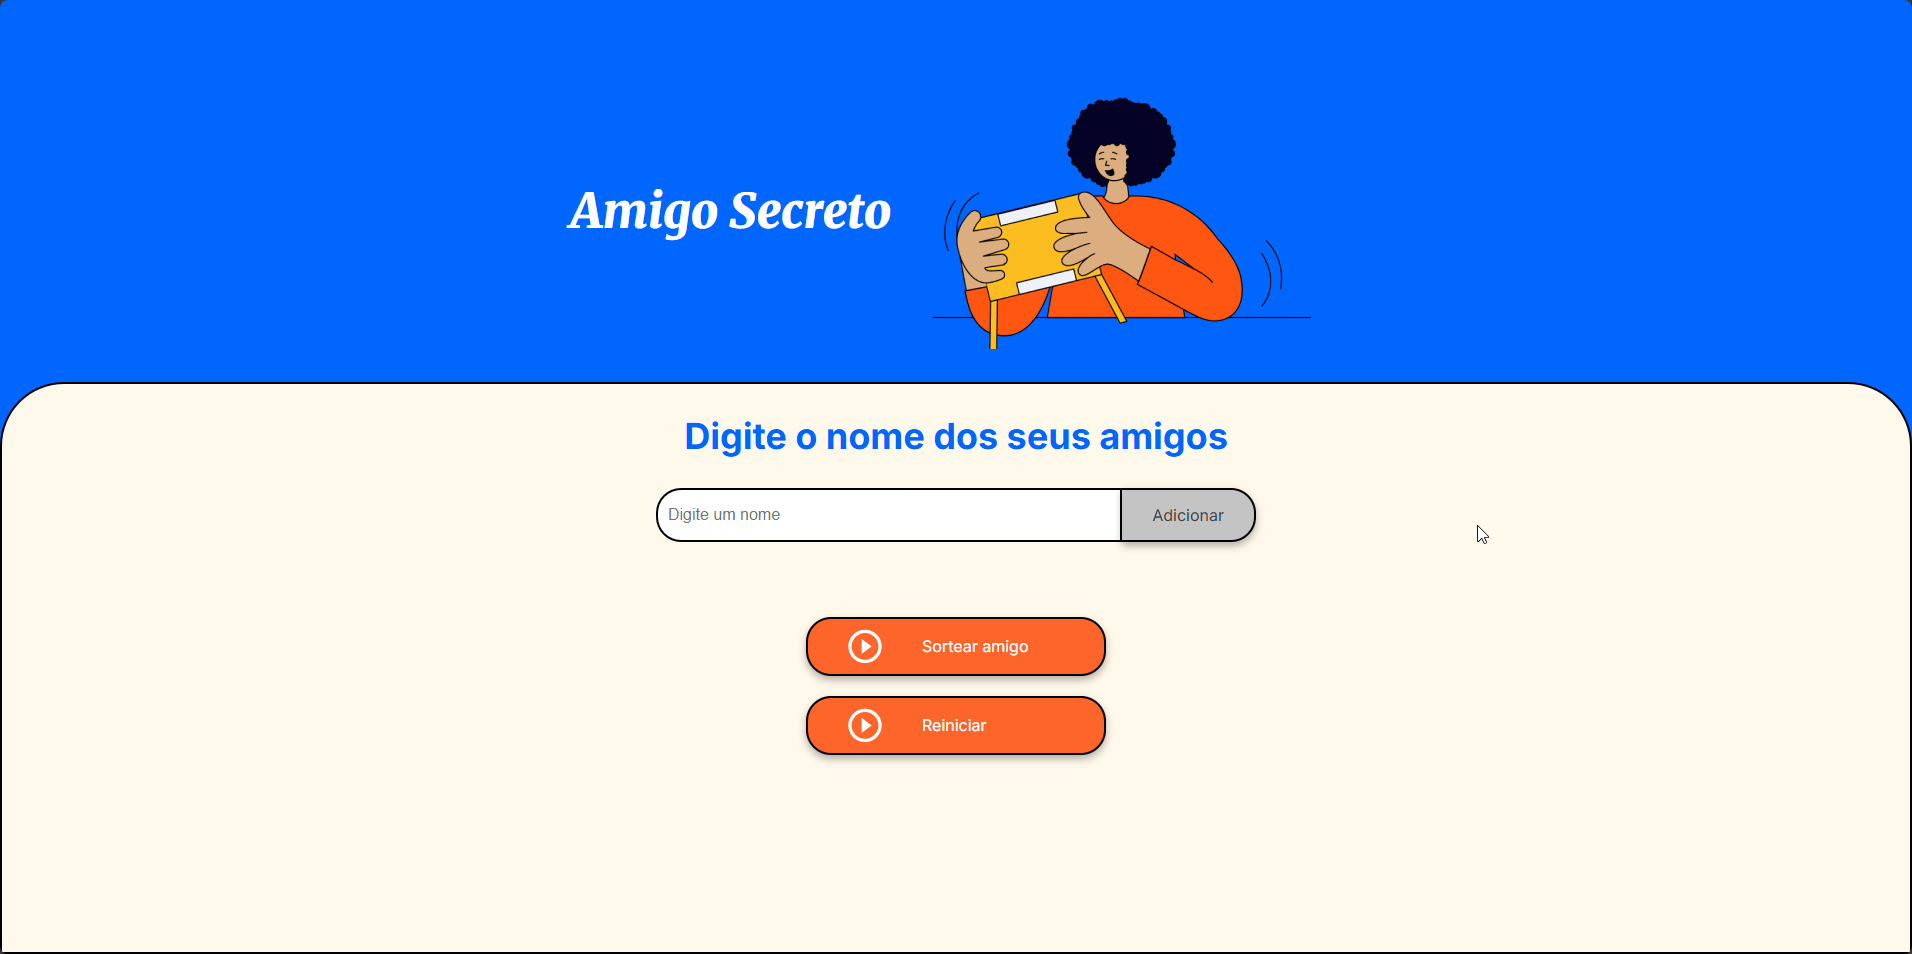 Amigo Secreto
Digite o nome dos seus amigos
Digite um nome
Adicionar
Sortear amigo
Reiniciar